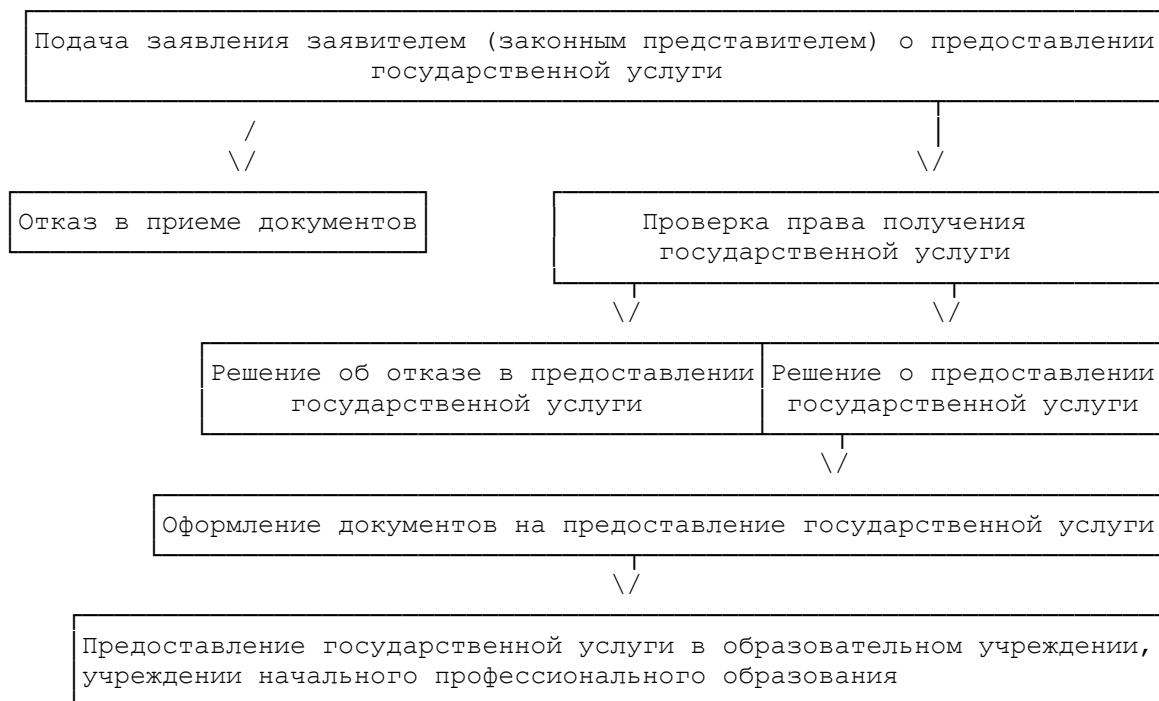 Подача заявления заявителем (законным представителем) о предоставлении
государственной услуги
Отказ в приеме документов
Проверка права получения
государственной услуги
Решение об отказе в предоставлении
государственной услуги
Решение о предоставлении
государственной услуги
Оформление документов на предоставление государственной услуги
Предоставление государственной услуги в образовательном учреждении,
учреждении начального профессионального образования